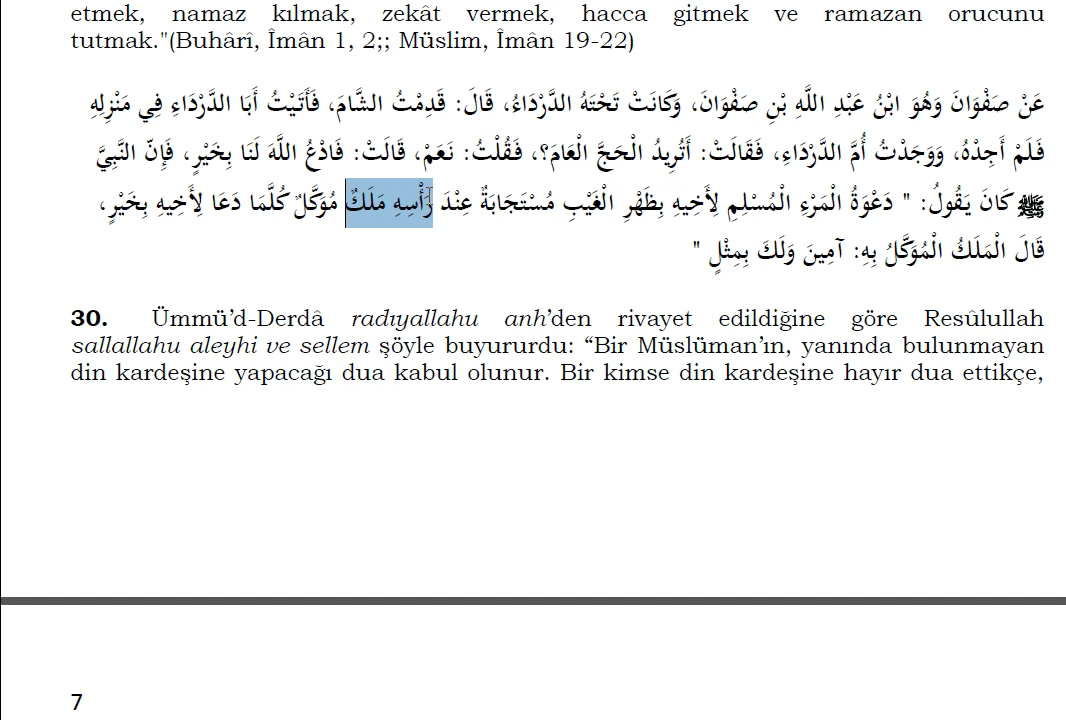 etmek, namaz kılmak, zekât vermek, hacca gitmek ve ramazan orucunu
tutmak."(Buhârî, Îmân 1, 2;; Müslim, Îmân 19-22)
عَنْ صَفْوَانَ وَهُوَ ابْنُ عَبْدِ اللَّهِ بْنِ صَفْوَانَ، وَكَانَتْ تَحْتَهُ الدَّرْدَاءُ، قَالَ: قَدِمْتُ الشَّامَ، فَأَتَيْتُ أَبَا الدَّرْدَاءِ فِي مَنْزِلِهِ
فَلَمْ أَجِدْهُ، وَوَجَدْتُ أُمَّ الدَّرْدَاءِ، فَقَالَتْ: أَتُرِيدُ الْحَجَّ الْعَامَ؟، فَقُلْتُ: نَعَمْ، قَالَتْ: فَادْعُ اللَّهَ لَنَا بِخَيْرٍ، فَإِنّ النَّبِيَّ
ﷺ كَانَ يَقُولُ: " دَعْوَةُ الْمَرْءِ الْمُسْلِمِ لِأَخِيهِ بِظَهْرِ الْغَيْبِ مُسْتَجَابَةٌ عِنْدَ رَأْسِهِ مَلَكٌ مُوَكَّلٌ كُلَّمَا دَعَا لِأَخِيهِ بِخَيْرٍ،
قَالَ الْمَلَكُ الْمُوَكَّلُ بِهِ: آمِينَ وَلَكَ بِمِثْلٍ "
30. Ümmü’d-Derdâ radıyallahu anh’den rivayet edildiğine göre Resûlullah
sallallahu aleyhi ve sellem şöyle buyururdu: “Bir Müslüman’ın, yanında bulunmayan
din kardeşine yapacağı dua kabul olunur. Bir kimse din kardeşine hayır dua ettikçe,
7